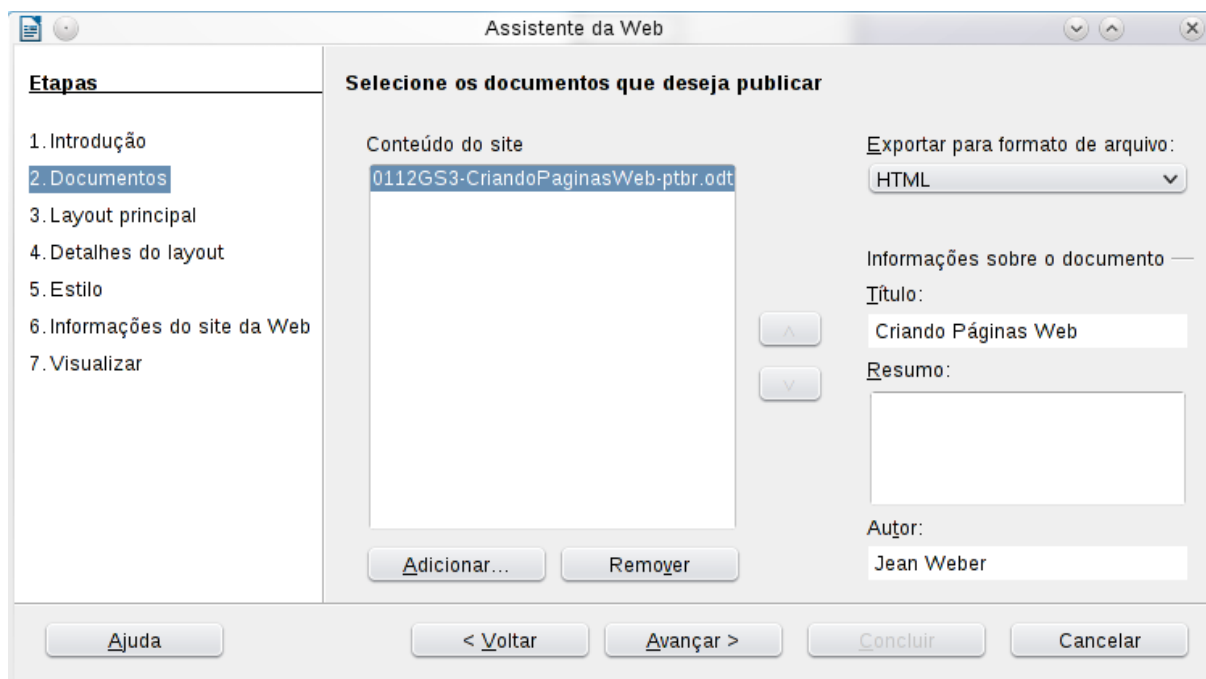 Assistente da Web
Etapas
1. Introdução
2. Documentos
3. Layout principal
4. Detalhes do layout
5. Estilo
6. Informações do site da Web
7. Visualizar
Selecione os documentos que deseja publicar
Conteúdo do site
0112GS3-CriandoPaginasWeb-ptbr.odt
Adicionar...
Remover
Exportar para formato de arquivo:
HTML
Informações sobre o documento
Título:
Criando Páginas Web
Resumo:
Autor:
Jean Weber
Ajuda
< Voltar
Avançar >
Concluir
Cancelar